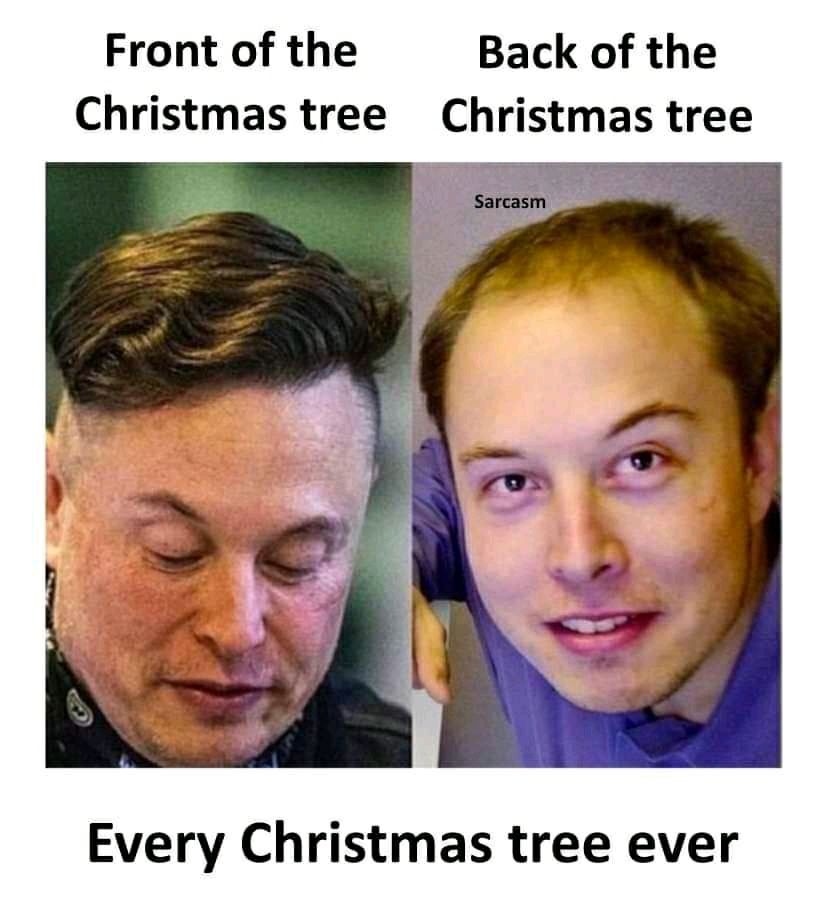 Front of the
Christmas tree
Back of the
Christmas tree
Sarcasm
Every Christmas tree ever